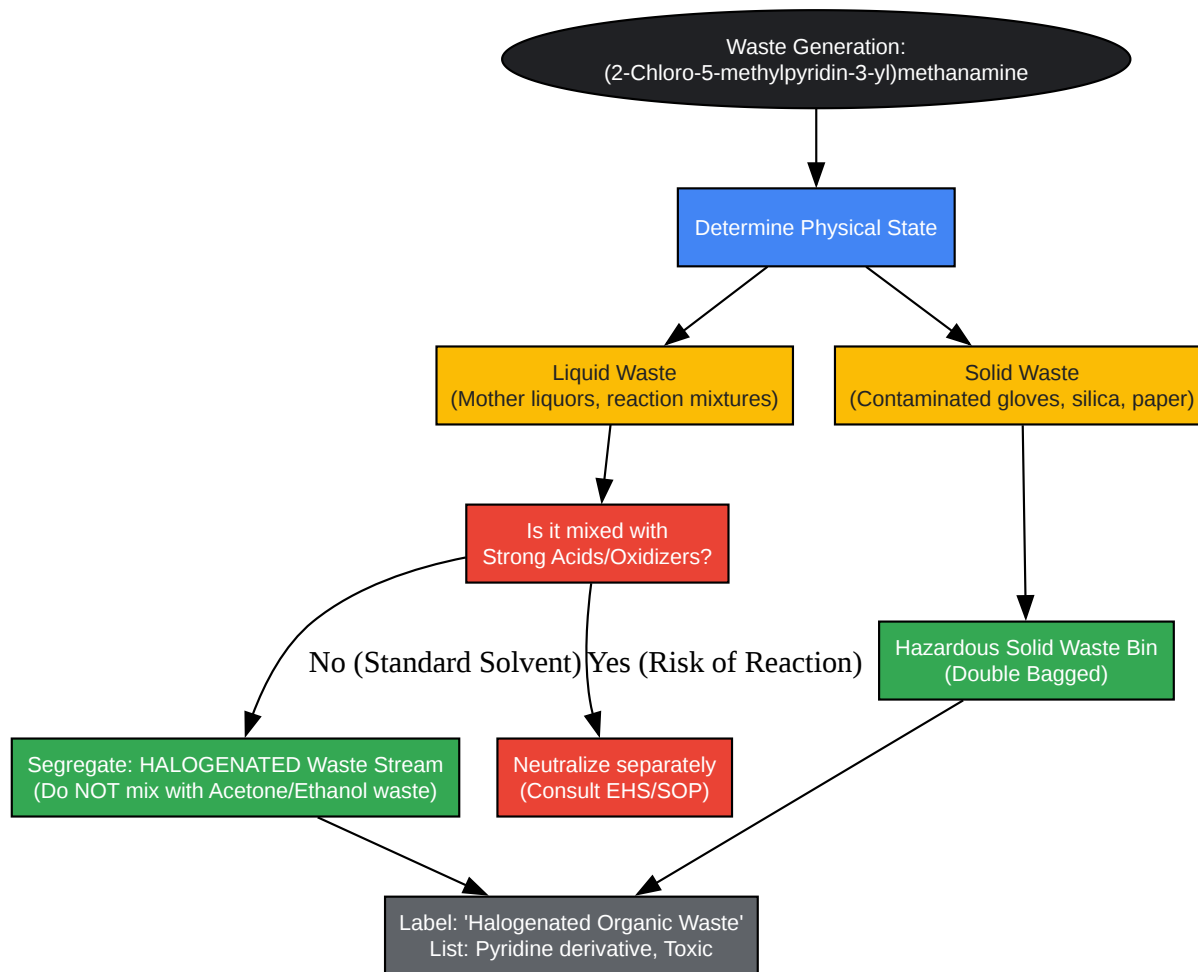 Waste Generation:
(2-Chloro-5-methylpyridin-3-yl)methanamine
Determine Physical State
Liquid Waste
(Mother liquors, reaction mixtures)
Solid Waste
(Contaminated gloves, silica, paper)
Is it mixed with
Strong Acids/Oxidizers?
No (Standard Solvent)
Yes (Risk of Reaction)
Hazardous Solid Waste Bin
(Double Bagged)
Segregate: HALOGENATED Waste Stream
(Do NOT mix with Acetone/Ethanol waste)
Neutralize separately
(Consult EHS/SOP)
Label: 'Halogenated Organic Waste'
List: Pyridine derivative, Toxic